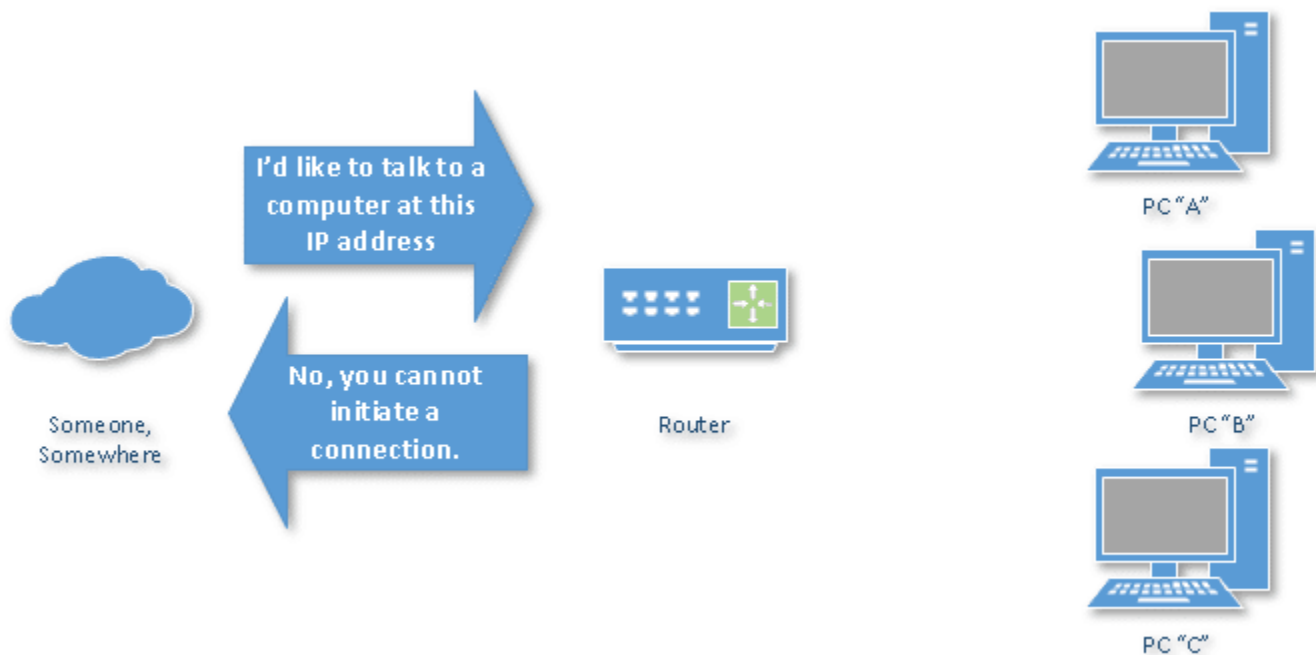 I'd like to talk to a
computer at this
IP address
No, you cannot
initiate a
connection.
Someone,
Somewhere
Router
PC “A”
PC “B”
PC “C”